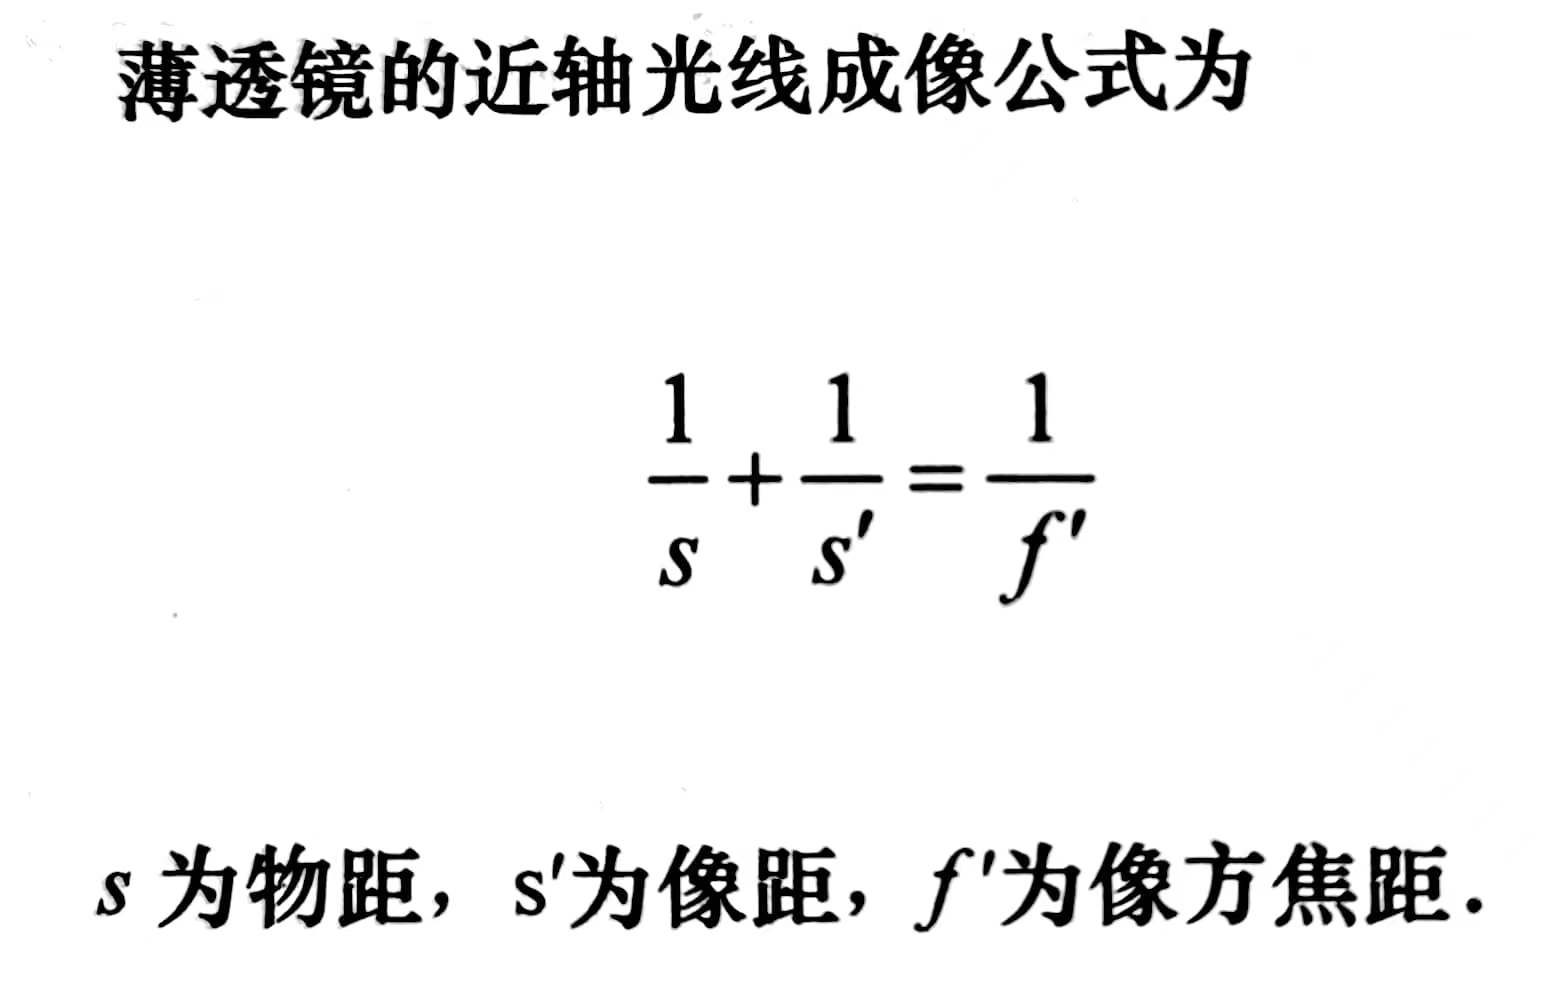 薄透镜的近轴光线成像公式为
1/s + 1/s′ = 1/f′
s 为物距，s′为像距，f′为像方焦距．